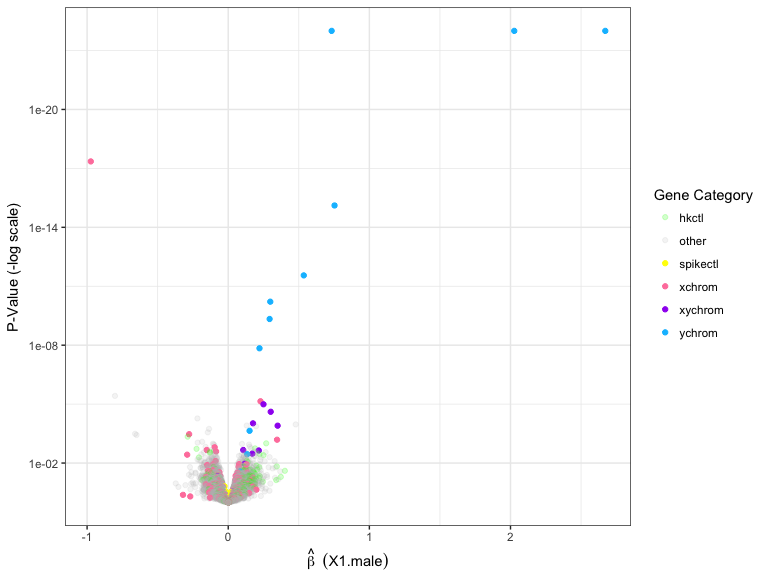 P-Value (-log scale)
1e-20
1e-14
1e-08
1e-02
-1 0 1 2
β̂ (X1.male)
Gene Category
hkctl
other
spikectl
xchrom
xychrom
ychrom